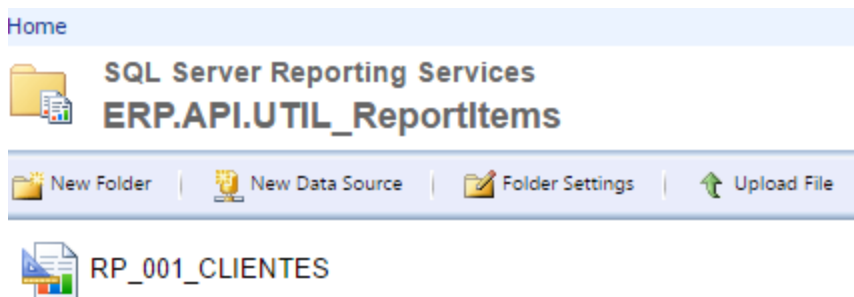 Home
SQL Server Reporting Services
ERP.API.UTIL_ReportItems
New Folder | New Data Source | Folder Settings | Upload File
RP_001_CLIENTES